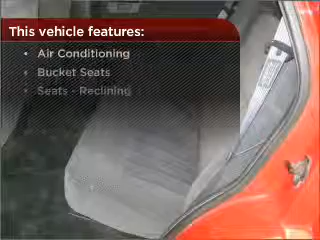 This vehicle features:
• Air Conditioning
• Bucket Seats
• Seats - Reclining